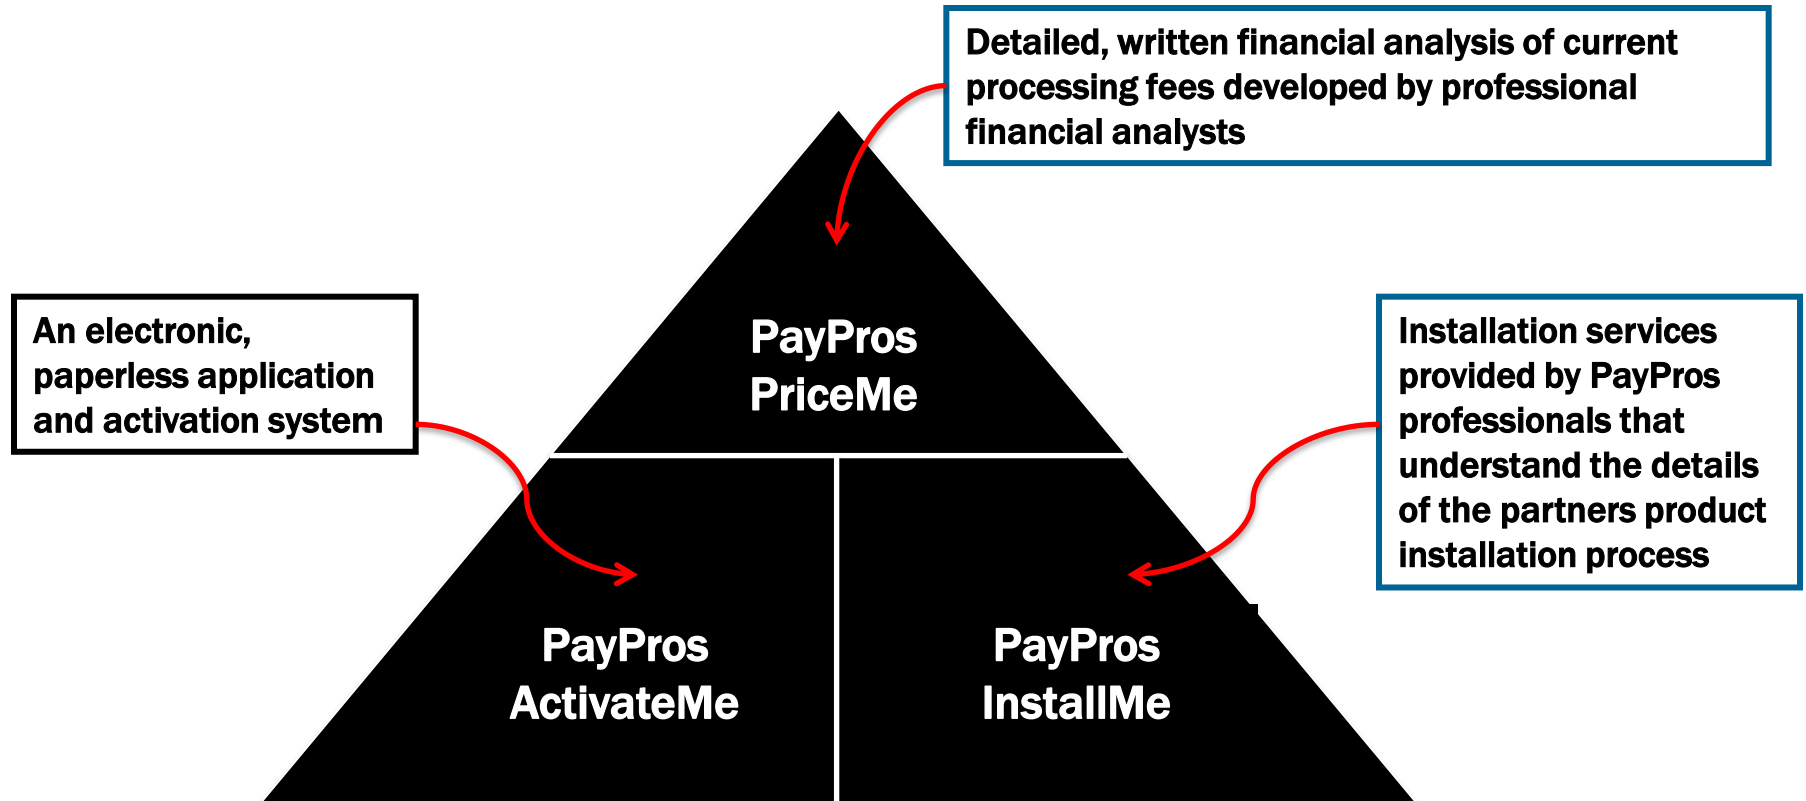 Detailed, written financial analysis of current
processing fees developed by professional
financial analysts
PayPros
PriceMe
An electronic,
paperless application
and activation system
Installation services
provided by PayPros
professionals that
understand the details
of the partners product
installation process
PayPros
ActivateMe
PayPros
InstallMe